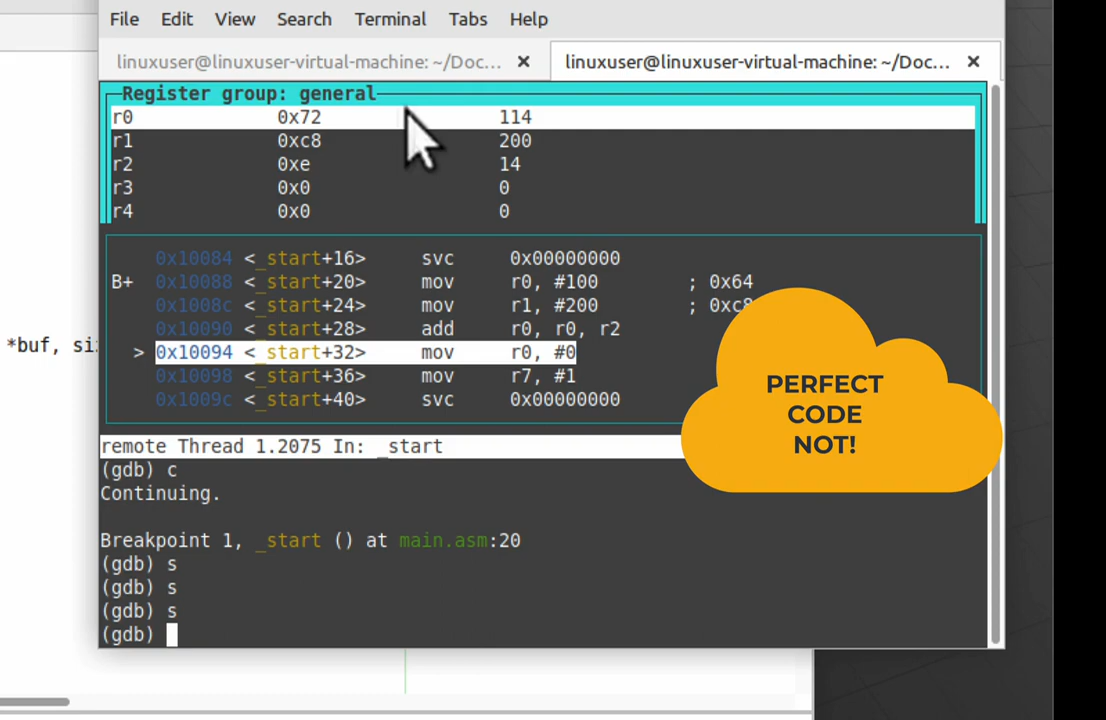 File Edit View Search Terminal Tabs Help
linuxuser@linuxuser-virtual-machine: ~/Doc... × linuxuser@linuxuser-virtual-machine: ~/Doc... ×
Register group: general
r0 0x72 114
r1 0xc8 200
r2 0xe 14
r3 0x0 0
r4 0x0 0
0x10084 <_start+16> svc 0x00000000
B+ 0x10088 <_start+20> mov r0, #100 ; 0x64
0x1008c <_start+24> mov r1, #200 ; 0xc8
0x10090 <_start+28> add r0, r0, r2
*buf, si
> 0x10094 <_start+32> mov r0, #0
0x10098 <_start+36> mov r7, #1
0x1009c <_start+40> svc 0x00000000
PERFECT
CODE
NOT!
remote Thread 1.2075 In: _start
(gdb) c
Continuing.
Breakpoint 1, _start () at main.asm:20
(gdb) s
(gdb) s
(gdb) s
(gdb)